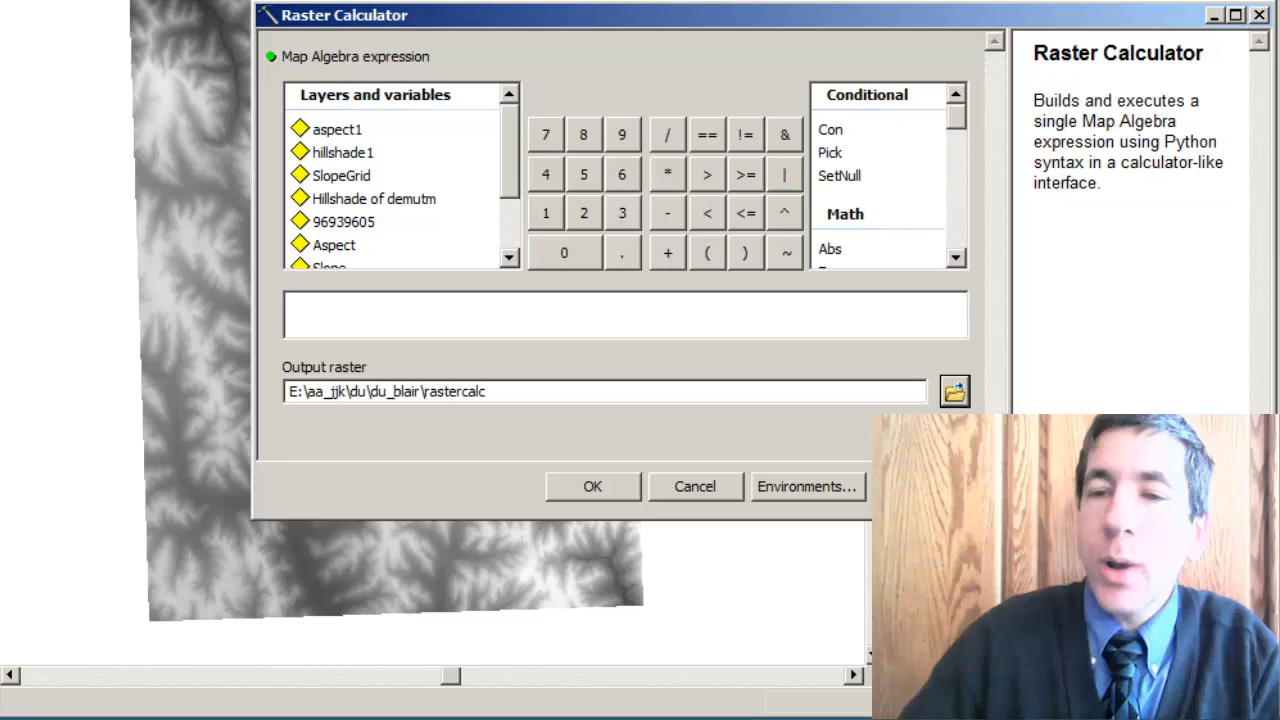 Raster Calculator
Map Algebra expression
Layers and variables
aspect1
hillshade1
SlopeGrid
Hillshade of demutm
96939605
Aspect
Slope
7 8 9 / == != &
4 5 6 * > >= |
1 2 3 - < <= ^
0 . + ( ) ~
Conditional
Con
Pick
SetNull
Math
Abs
Output raster
E:\aa_jjk\du\du_blair\rastercalc
OK
Cancel
Environments...
Raster Calculator
Builds and executes a
single Map Algebra
expression using Python
syntax in a calculator-like
interface.